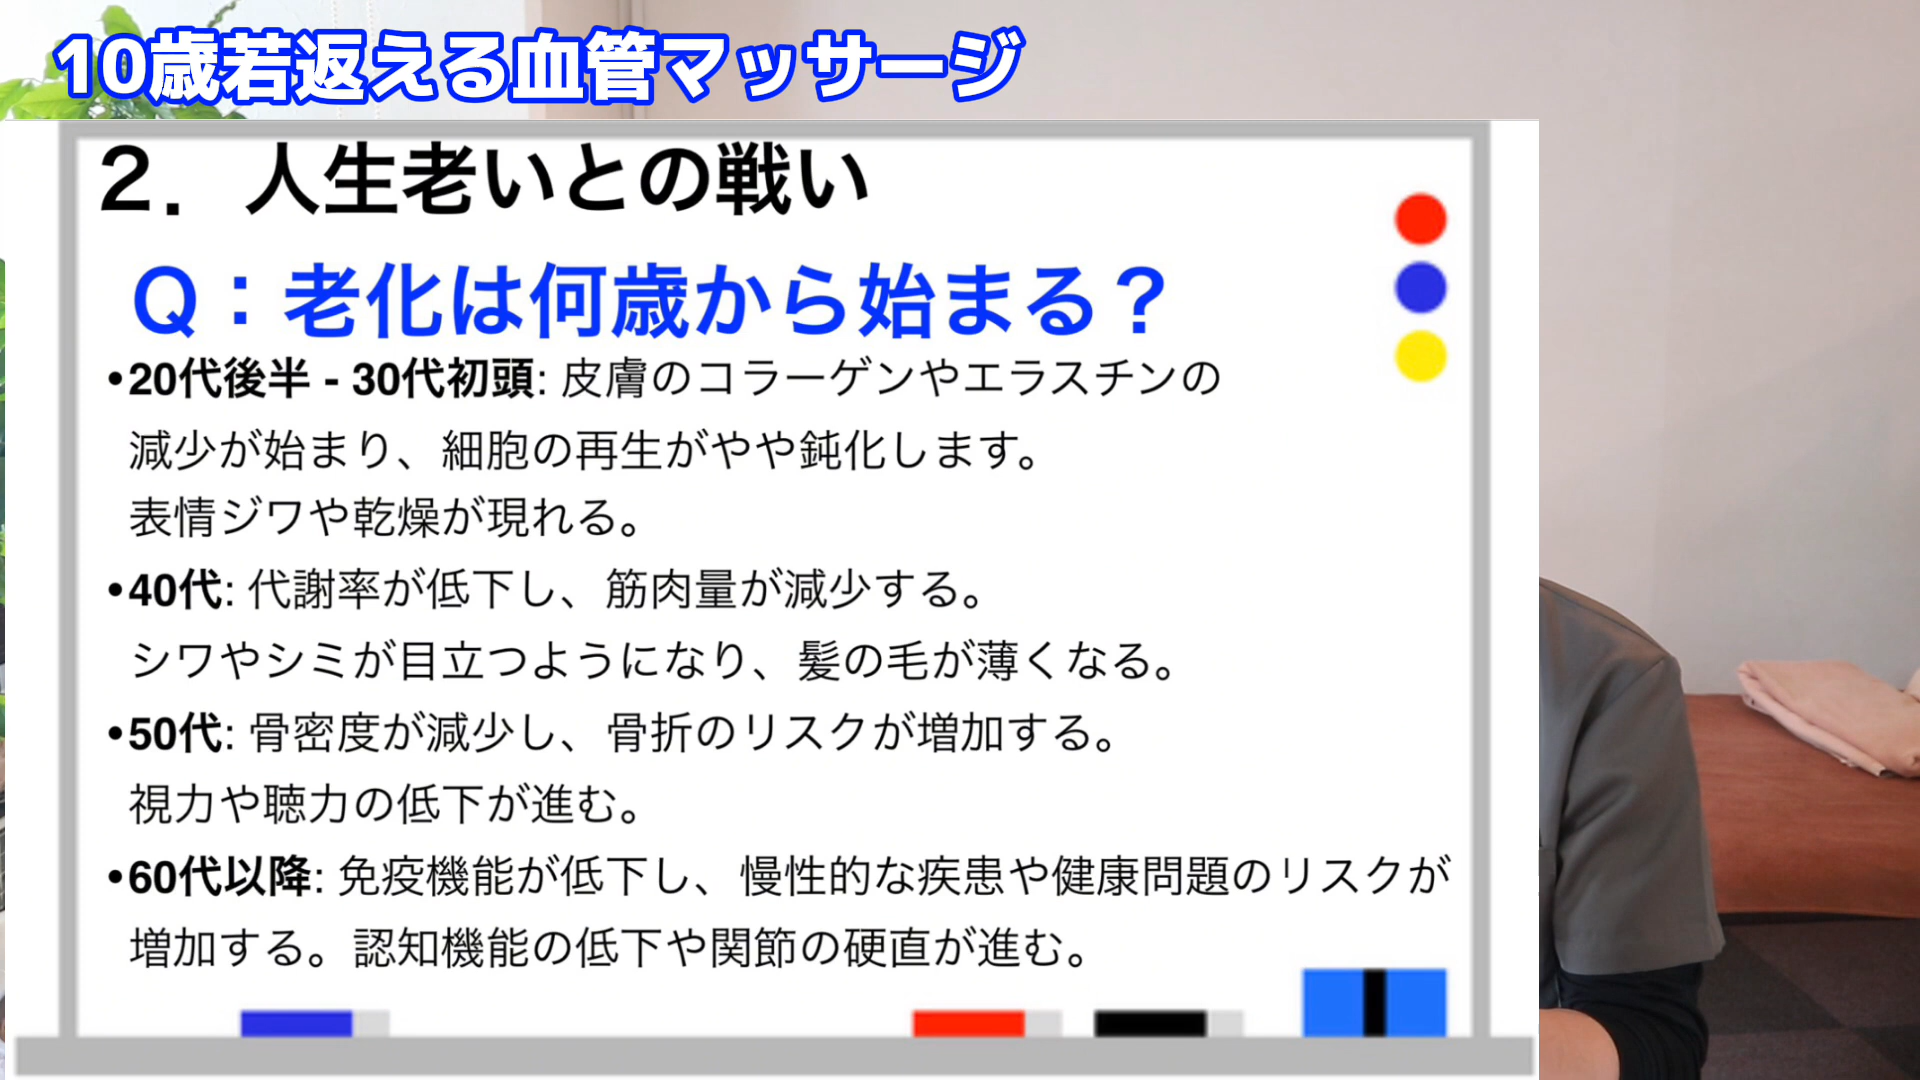 10歳若返える血管マッサージ
２．人生老いとの戦い
Ｑ：老化は何歳から始まる？
•20代後半 - 30代初頭: 皮膚のコラーゲンやエラスチンの
減少が始まり、細胞の再生がやや鈍化します。
表情ジワや乾燥が現れる。
•40代: 代謝率が低下し、筋肉量が減少する。
シワやシミが目立つようになり、髪の毛が薄くなる。
•50代: 骨密度が減少し、骨折のリスクが増加する。
視力や聴力の低下が進む。
•60代以降: 免疫機能が低下し、慢性的な疾患や健康問題のリスクが
増加する。認知機能の低下や関節の硬直が進む。